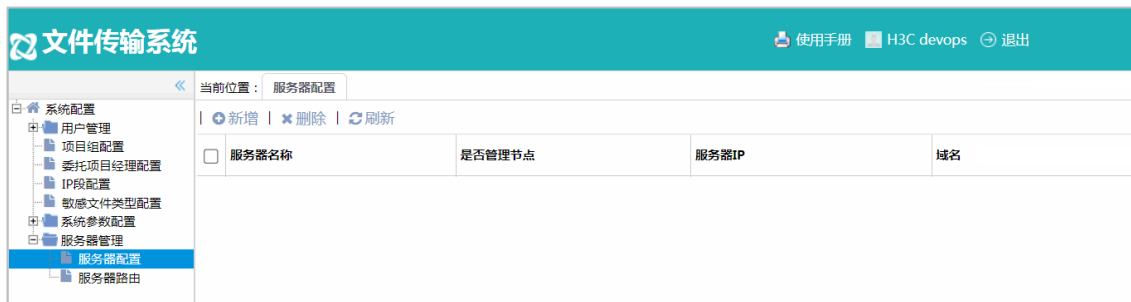 文件传输系统
使用手册 H3C devops 退出
当前位置： 服务器配置
系统配置
用户管理
项目组配置
委托项目经理配置
IP段配置
敏感文件类型配置
系统参数配置
服务器管理
服务器配置
服务器路由
新增 删除 刷新
服务器名称 是否管理节点 服务器IP 域名